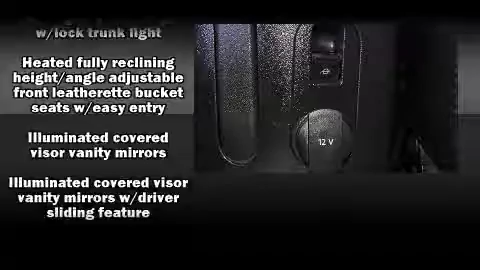 w/lock trunk light
Heated fully reclining
height/angle adjustable
front leatherette bucket
seats w/easy entry
Illuminated covered
visor vanity mirrors
Illuminated covered visor
vanity mirrors w/driver
sliding feature
12 V